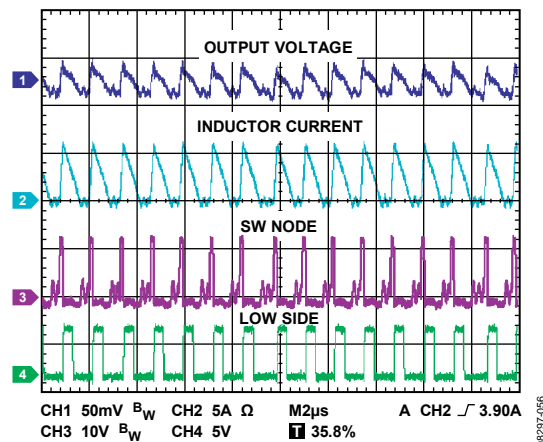 OUTPUT VOLTAGE
1
INDUCTOR CURRENT
2
SW NODE
3
LOW SIDE
4
CH1 50mV BW CH2 5A Ω M2µs A CH2 3.90A
CH3 10V BW CH4 5V T 35.8%